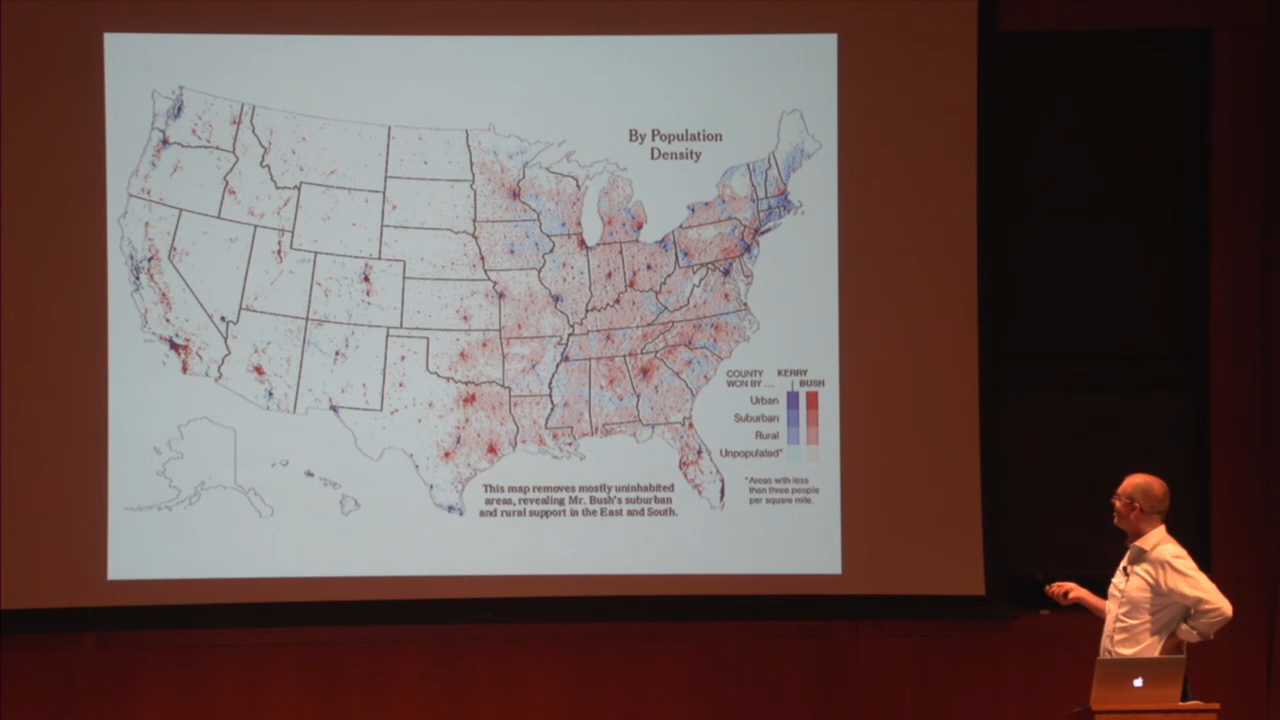 By Population
Density
COUNTY
WON BY ...
KERRY
BUSH
Urban
Suburban
Rural
Unpopulated*
*Areas with less
than three people
per square mile.
This map removes mostly uninhabited
areas, revealing Mr. Bush's suburban
and rural support in the East and South.